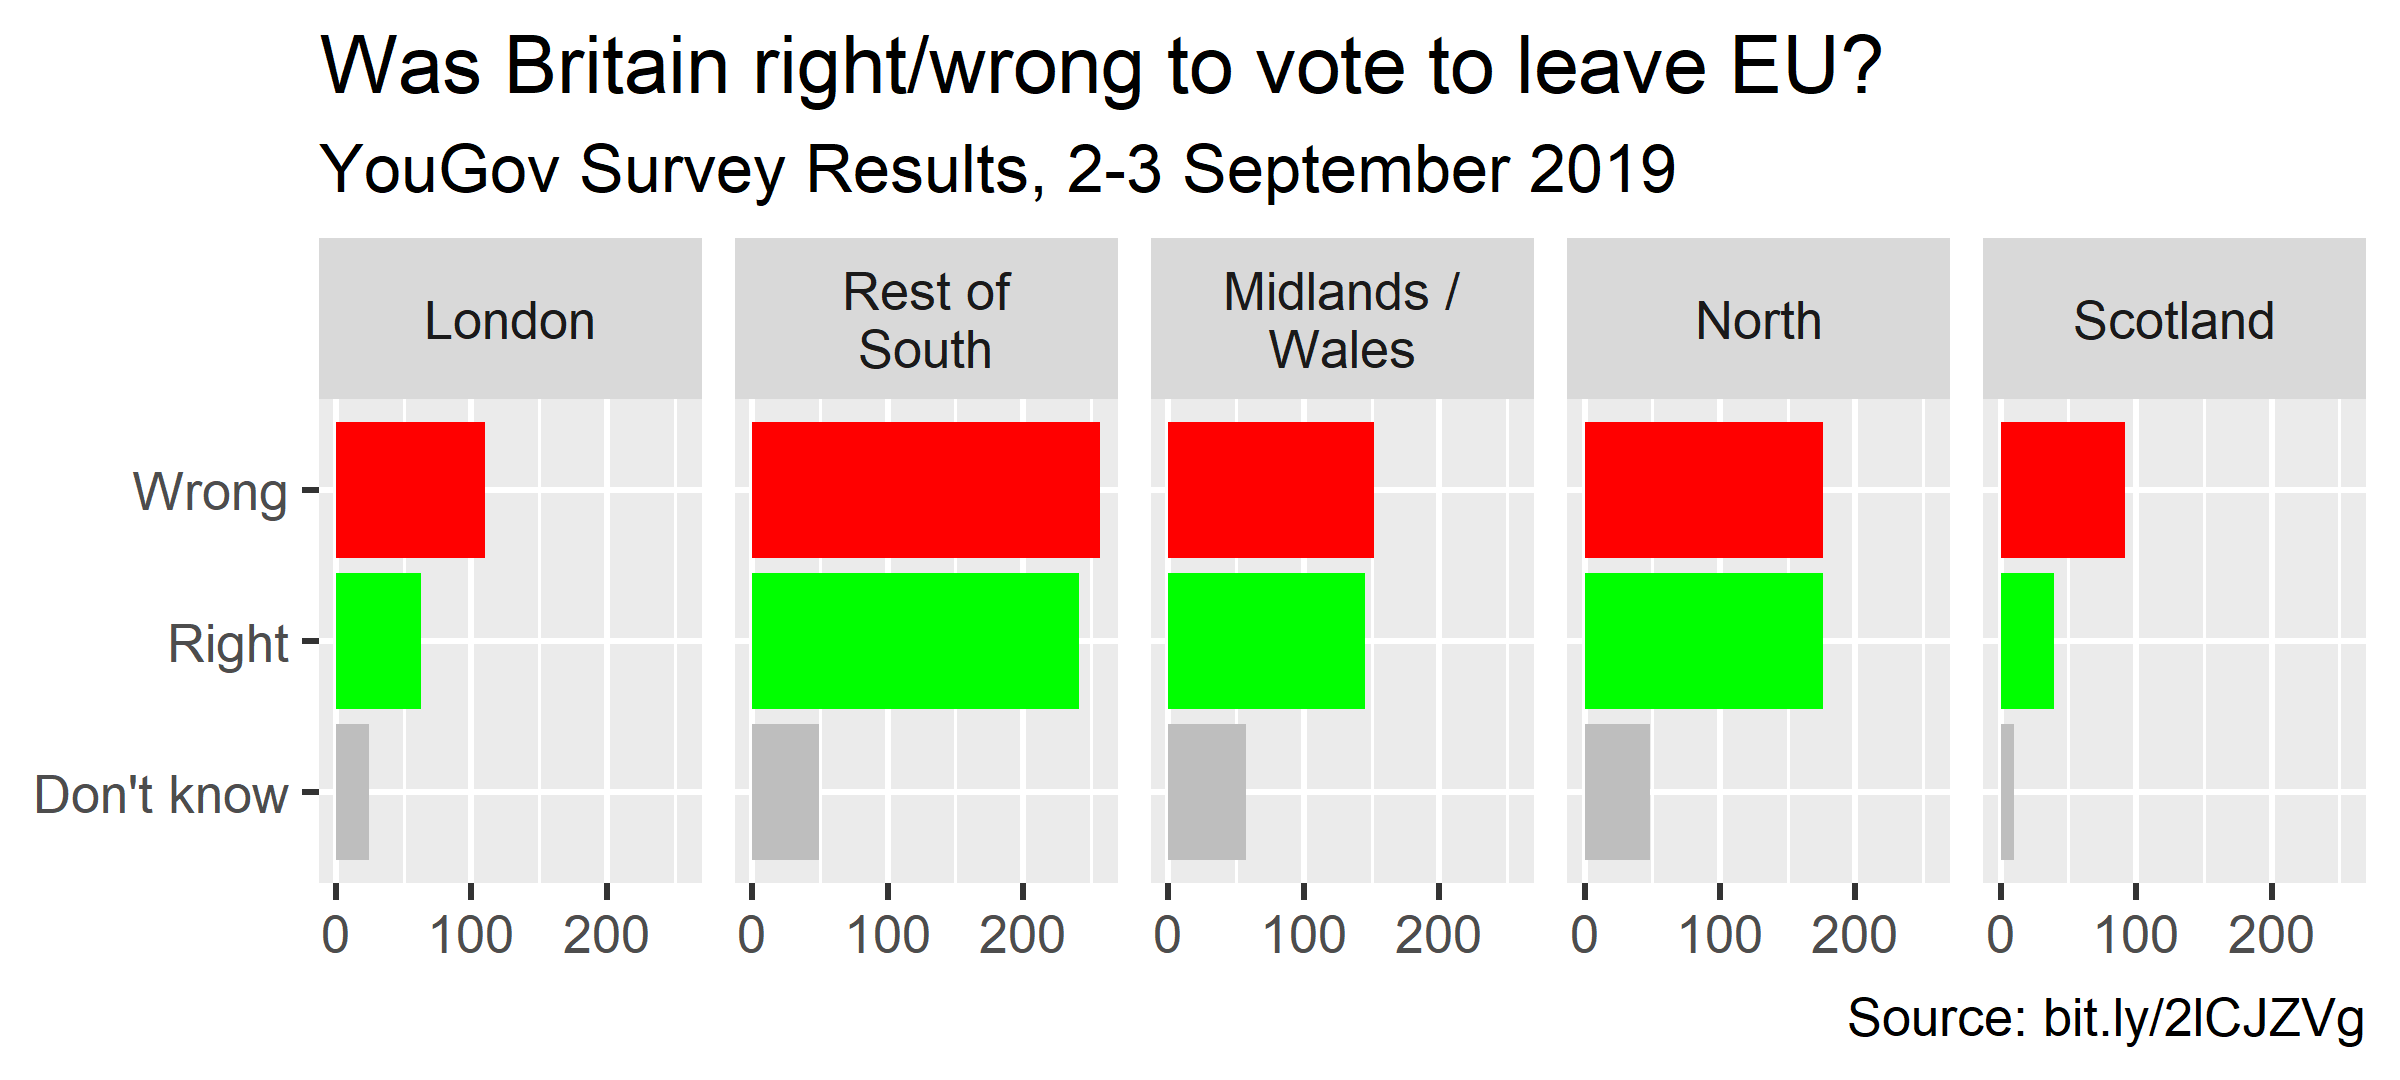 Was Britain right/wrong to vote to leave EU?
YouGov Survey Results, 2-3 September 2019
London
Rest of
South
Midlands /
Wales
North
Scotland
Wrong
Right
Don't know
0 100 200
0 100 200
0 100 200
0 100 200
0 100 200
Source: bit.ly/2lCJZVg